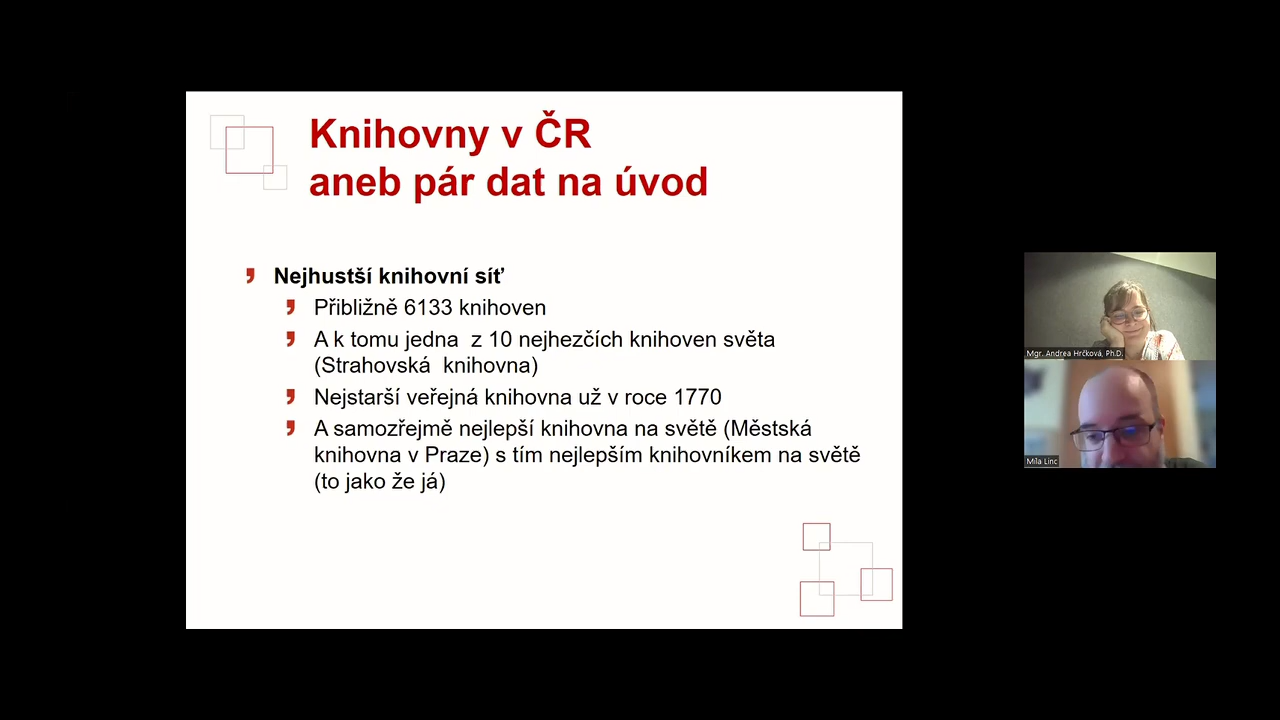 Knihovny v ČR
aneb pár dat na úvod
Nejhustší knihovní síť
Přibližně 6133 knihoven
A k tomu jedna z 10 nejhezčích knihoven světa
(Strahovská knihovna)
Nejstarší veřejná knihovna už v roce 1770
A samozřejmě nejlepší knihovna na světě (Městská
knihovna v Praze) s tím nejlepším knihovníkem na světě
(to jako že já)
Mgr. Andrea Hrčková, Ph.D.
Míla Linc